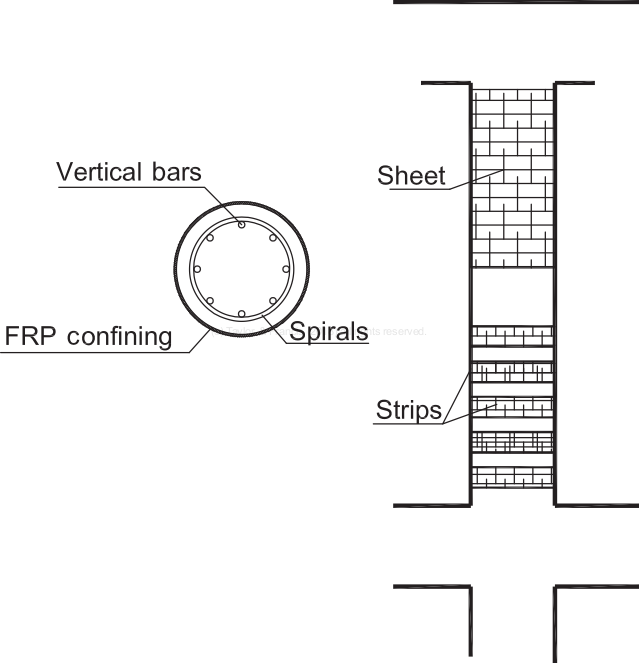 Vertical bars
Sheet
FRP confining
Spirals
Strips